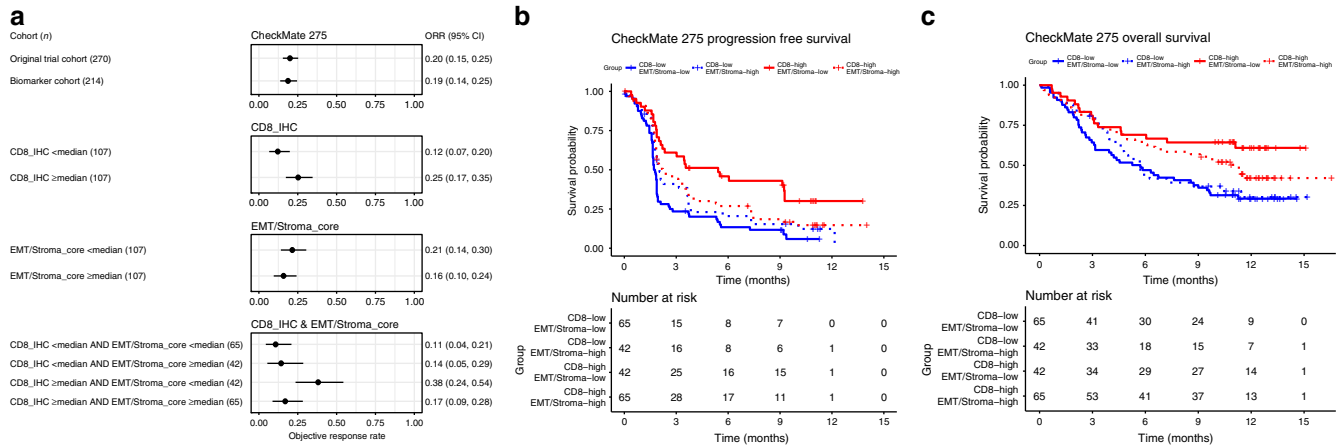 a
Cohort (n)
CheckMate 275
ORR (95% CI)
Original trial cohort (270)
0.20 (0.15, 0.25)
Biomarker cohort (214)
0.19 (0.14, 0.25)
0.00 0.25 0.50 0.75 1.00
CD8_IHC
CD8_IHC <median (107)
0.12 (0.07, 0.20)
CD8_IHC ≥median (107)
0.25 (0.17, 0.35)
0.00 0.25 0.50 0.75 1.00
EMT/Stroma_core
EMT/Stroma_core <median (107)
0.21 (0.14, 0.30)
EMT/Stroma_core ≥median (107)
0.16 (0.10, 0.24)
0.00 0.25 0.50 0.75 1.00
CD8_IHC & EMT/Stroma_core
CD8_IHC <median AND EMT/Stroma_core <median (65)
0.11 (0.04, 0.21)
CD8_IHC <median AND EMT/Stroma_core ≥median (42)
0.14 (0.05, 0.29)
CD8_IHC ≥median AND EMT/Stroma_core <median (42)
0.38 (0.24, 0.54)
CD8_IHC ≥median AND EMT/Stroma_core ≥median (65)
0.17 (0.09, 0.28)
0.00 0.25 0.50 0.75 1.00
Objective response rate
b
CheckMate 275 progression free survival
Group
CD8–low
EMT/Stroma–low
CD8–low
EMT/Stroma–high
CD8–high
EMT/Stroma–low
CD8–high
EMT/Stroma–high
Survival probability
1.00
0.75
0.50
0.25
0.00
0 3 6 9 12 15
Time (months)
Number at risk
Group
CD8–low
EMT/Stroma–low
65 15 8 7 0 0
CD8–low
EMT/Stroma–high
42 16 8 6 1 0
CD8–high
EMT/Stroma–low
42 25 16 15 1 0
CD8–high
EMT/Stroma–high
65 28 17 11 1 0
0 3 6 9 12 15
Time (months)
c
CheckMate 275 overall survival
Group
CD8–low
EMT/Stroma–low
CD8–low
EMT/Stroma–high
CD8–high
EMT/Stroma–low
CD8–high
EMT/Stroma–high
Survival probability
1.00
0.75
0.50
0.25
0.00
0 3 6 9 12 15
Time (months)
Number at risk
Group
CD8–low
EMT/Stroma–low
65 41 30 24 9 0
CD8–low
EMT/Stroma–high
42 33 18 15 7 1
CD8–high
EMT/Stroma–low
42 34 29 27 14 1
CD8–high
EMT/Stroma–high
65 53 41 37 13 1
0 3 6 9 12 15
Time (months)